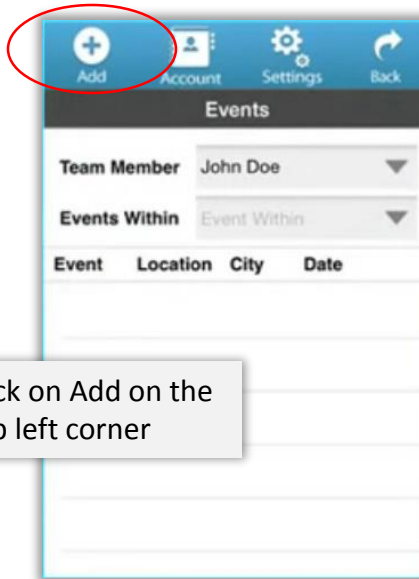 Add Account Settings Back
Events
Team Member John Doe
Events Within Event Within
Event Location City Date
ck on Add on the
left corner